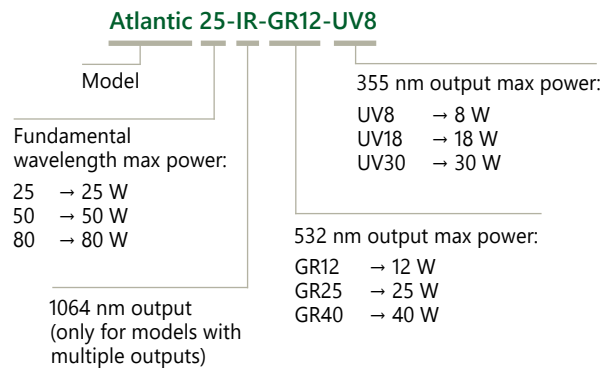 Atlantic 25-IR-GR12-UV8
Model
355 nm output max power:
UV8 → 8 W
UV18 → 18 W
UV30 → 30 W
Fundamental
wavelength max power:
25 → 25 W
50 → 50 W
80 → 80 W
532 nm output max power:
GR12 → 12 W
GR25 → 25 W
GR40 → 40 W
1064 nm output
(only for models with
multiple outputs)